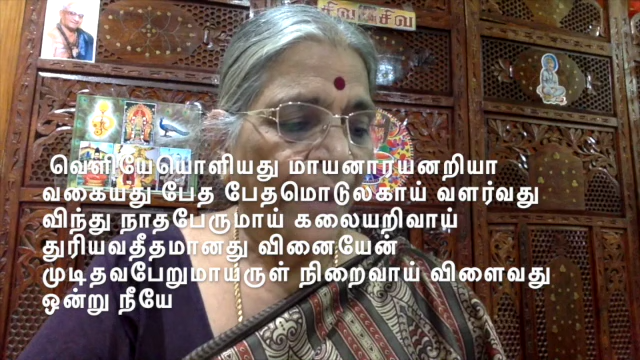 சிவ சிவ
வெளியேயொளியது மாயனாரயனறியா
வகையது பேத பேதமொடுலகாய் வளர்வது
விந்து நாதபேருமாய் கலையறிவாய்
துரியவதீதமானது வினையேன்
முடிதவபேறுமாயருள் நிறைவாய் விளைவது
ஒன்று நீயே